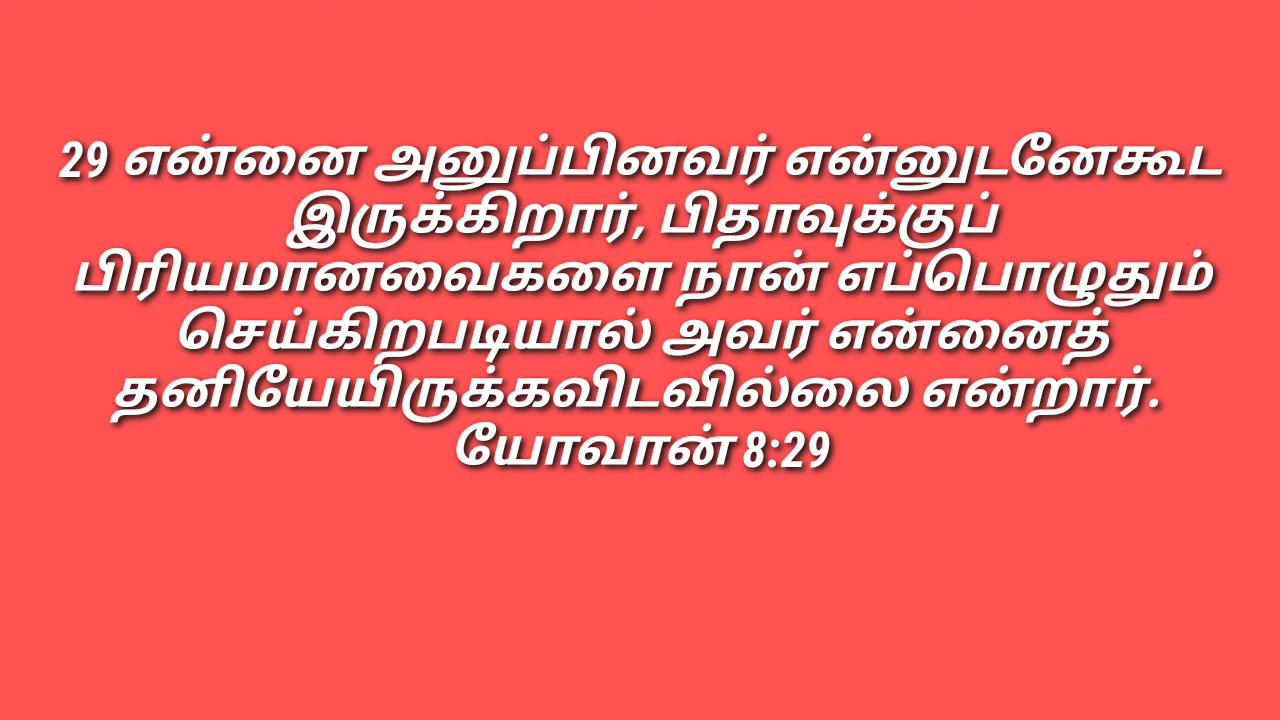 29 என்னை அனுப்பினவர் என்னுடனேகூட
இருக்கிறார், பிதாவுக்குப்
பிரியமானவைகளை நான் எப்பொழுதும்
செய்கிறபடியால் அவர் என்னைத்
தனியேயிருக்கவிடவில்லை என்றார்.
யோவான் 8:29